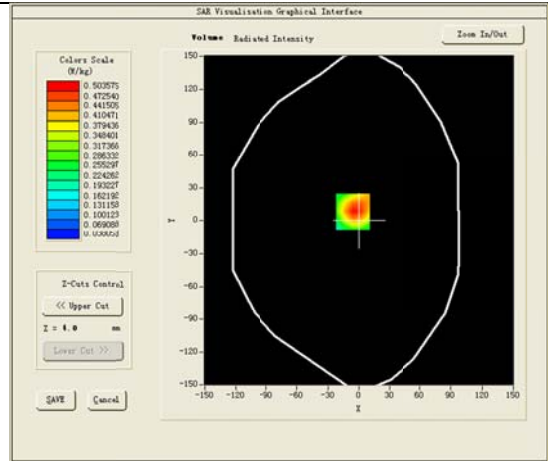 SAR Visualisation Graphical Interface
Volume Radiated Intensity
Zoom In/Out
Colors Scale
(W/kg)
0.503575
0.472540
0.441505
0.410471
0.379436
0.348401
0.317366
0.286332
0.255297
0.224262
0.193227
0.162192
0.131158
0.100123
0.069088
0.038053
Z-Cuts Control
<< Upper Cut
Z = 4.0 mm
Lower Cut >>
SAVE
Cancel
150
120
90
60
30
0
-30
-60
-90
-120
-150
Y
-150 -120 -90 -60 -30 0 30 60 90 120 150
X